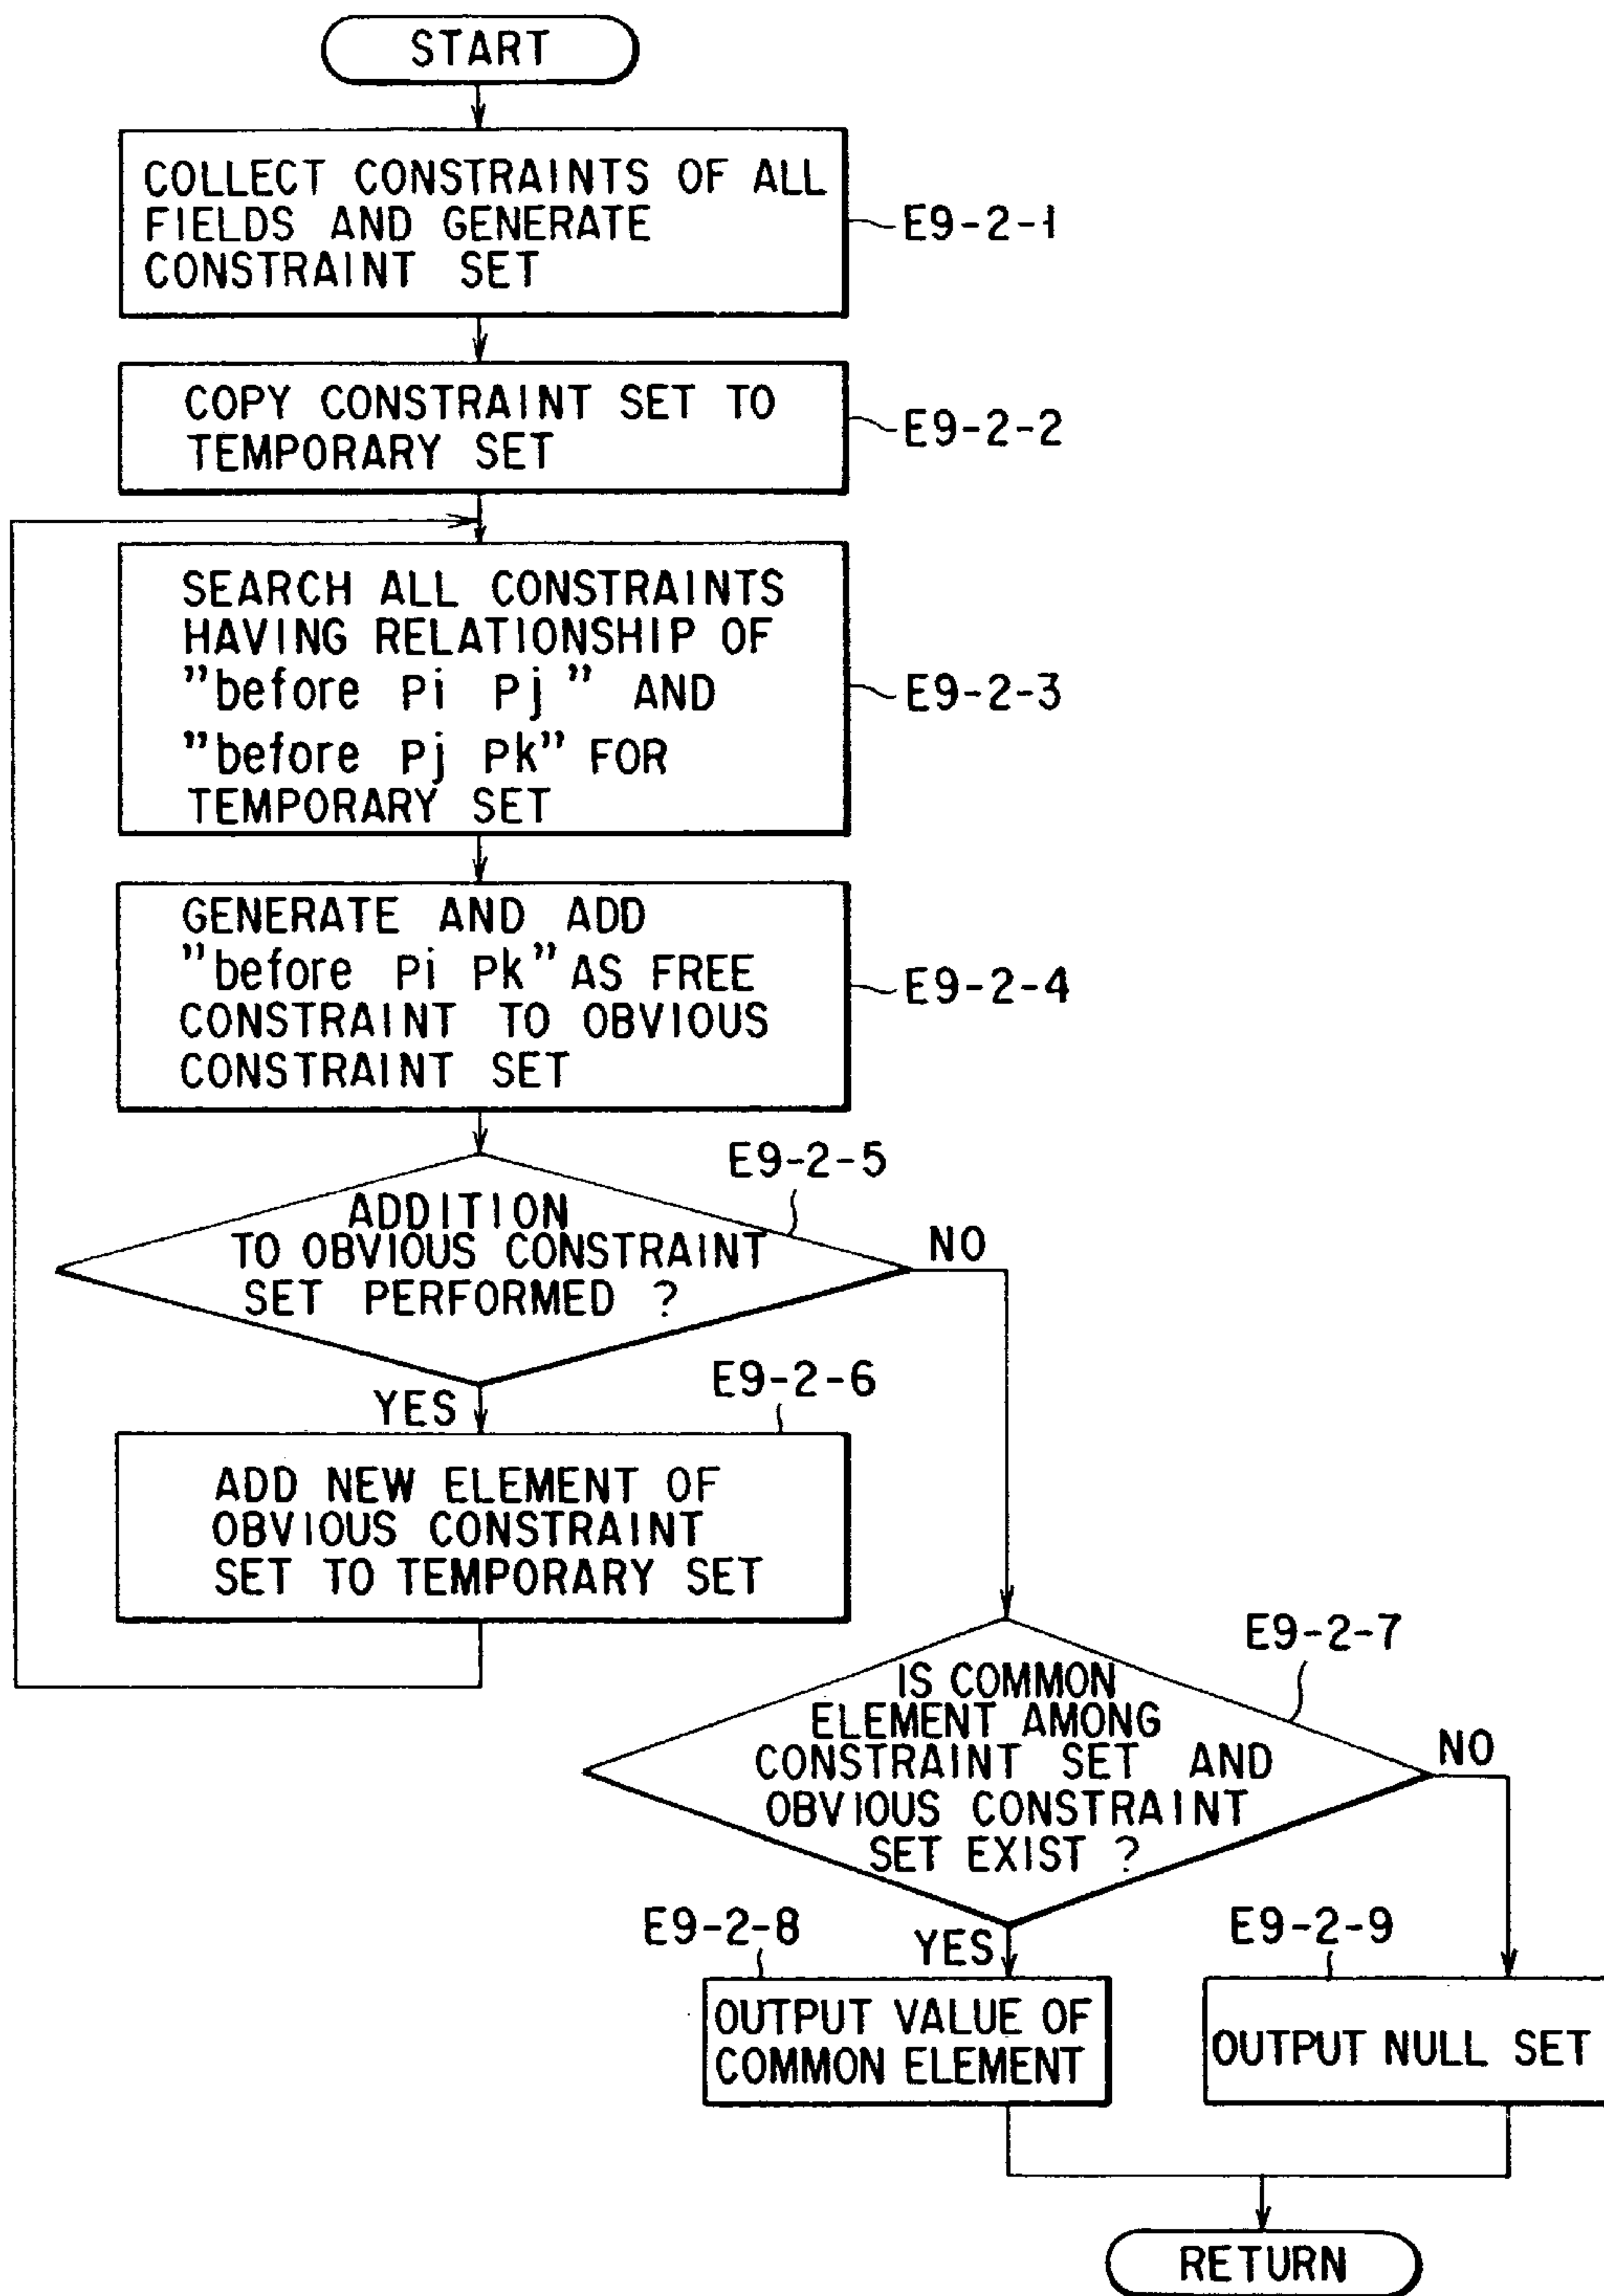 START
COLLECT CONSTRAINTS OF ALL
FIELDS AND GENERATE
CONSTRAINT SET
E9-2-1
COPY CONSTRAINT SET TO
TEMPORARY SET
E9-2-2
SEARCH ALL CONSTRAINTS
HAVING RELATIONSHIP OF
"before Pi Pj" AND
"before Pj Pk" FOR
TEMPORARY SET
E9-2-3
GENERATE AND ADD
"before Pi Pk" AS FREE
CONSTRAINT TO OBVIOUS
CONSTRAINT SET
E9-2-4
E9-2-5
ADDITION
TO OBVIOUS CONSTRAINT
SET PERFORMED ?
NO
YES
E9-2-6
ADD NEW ELEMENT OF
OBVIOUS CONSTRAINT
SET TO TEMPORARY SET
E9-2-7
IS COMMON
ELEMENT AMONG
CONSTRAINT SET AND
OBVIOUS CONSTRAINT
SET EXIST ?
NO
YES
E9-2-8
OUTPUT VALUE OF
COMMON ELEMENT
E9-2-9
OUTPUT NULL SET
RETURN